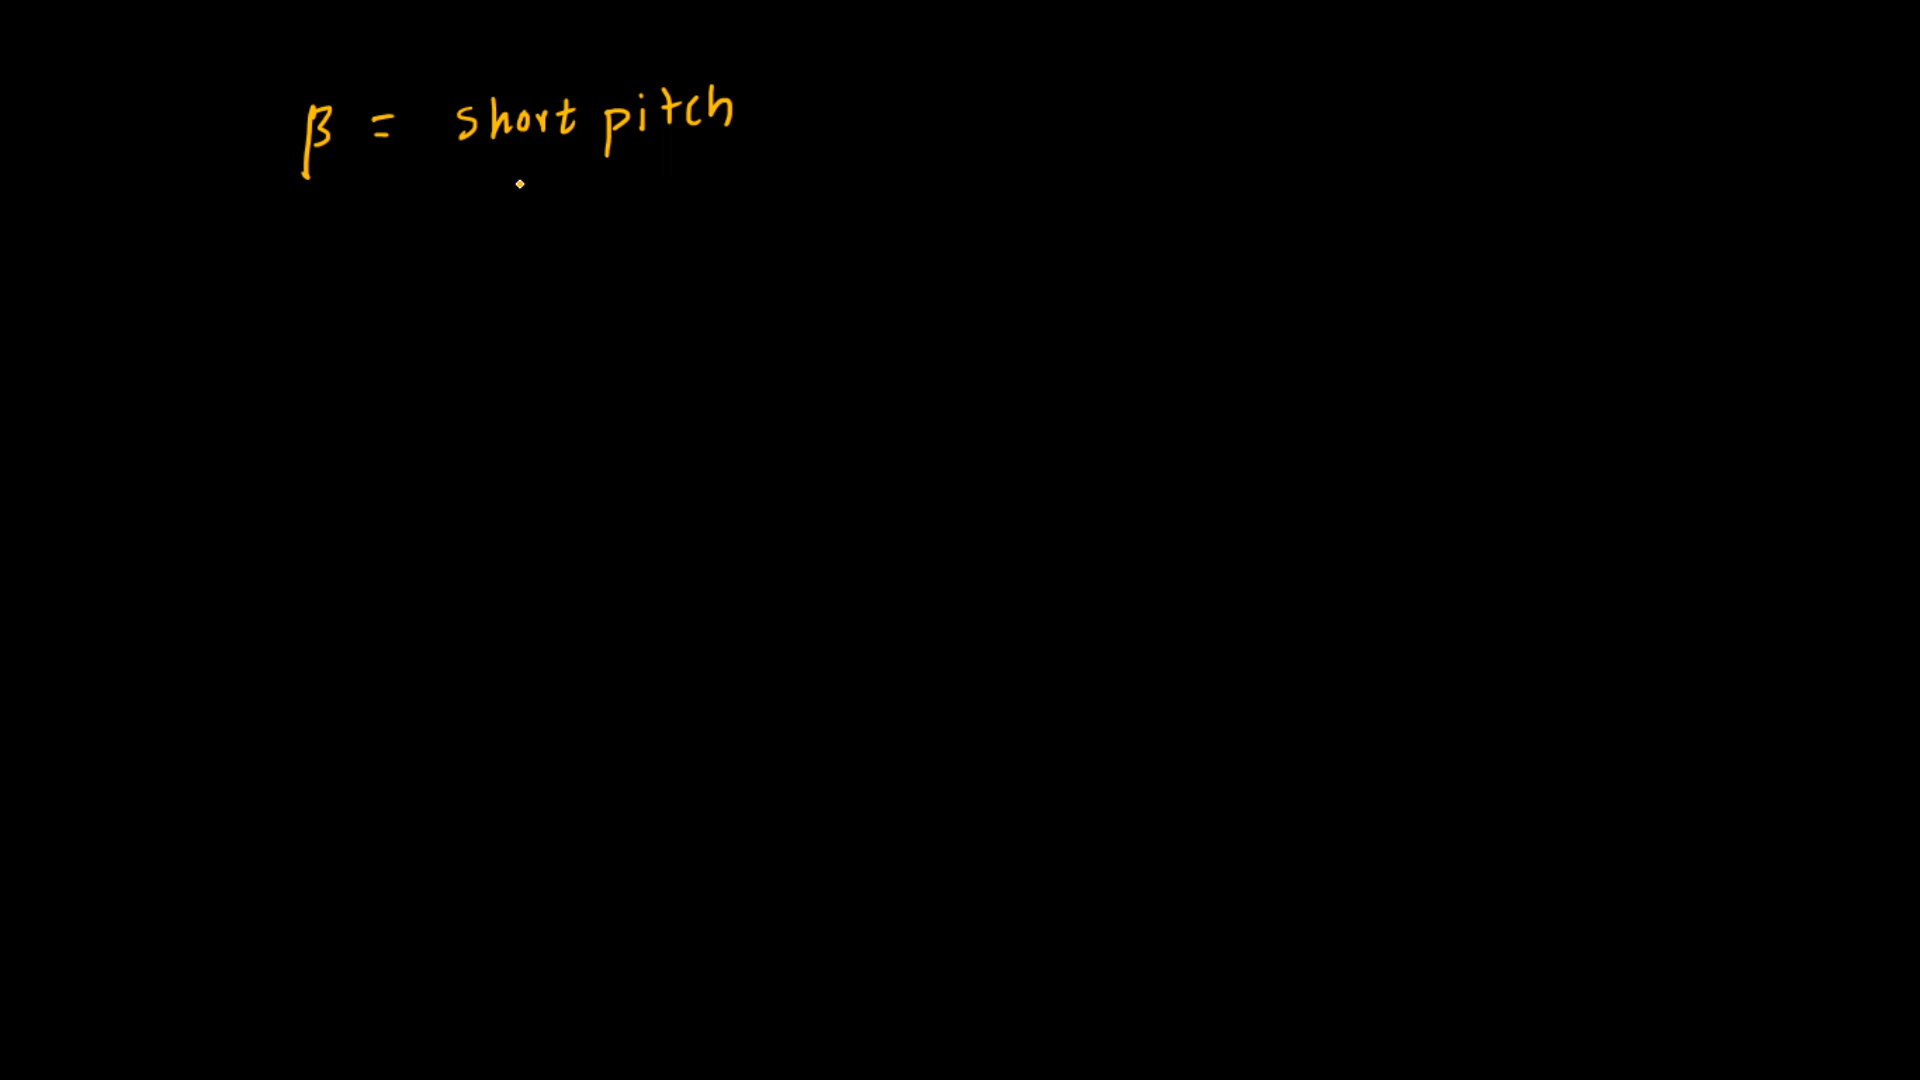 β = short pitch